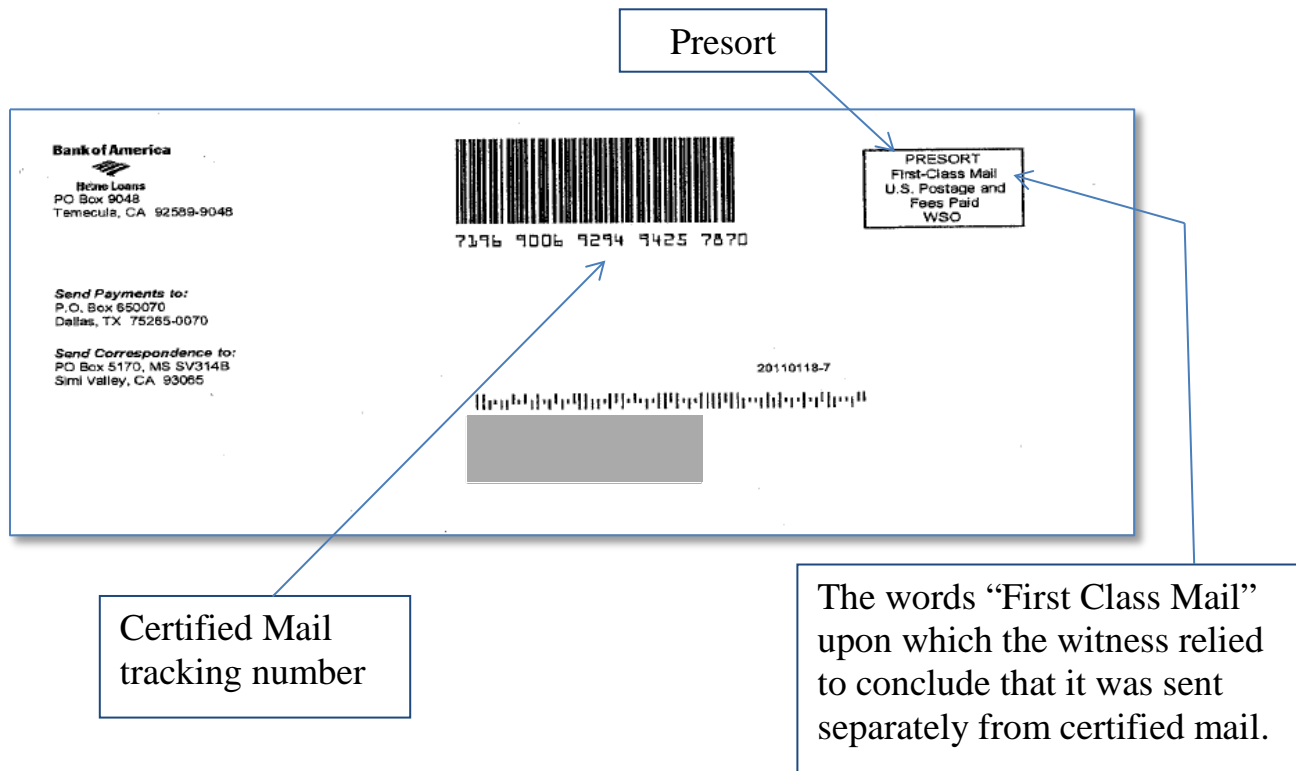 Presort
Bank of America
Home Loans
PO Box 9048
Temecula, CA 92589-9048
7196 9006 9294 9425 7870
PRESORT
First-Class Mail
U.S. Postage and
Fees Paid
WSO
Send Payments to:
P.O. Box 650070
Dallas, TX 75265-0070
Send Correspondence to:
PO Box 5170, MS SV314B
Simi Valley, CA 93065
20110118-7
Certified Mail
tracking number
The words “First Class Mail”
upon which the witness relied
to conclude that it was sent
separately from certified mail.